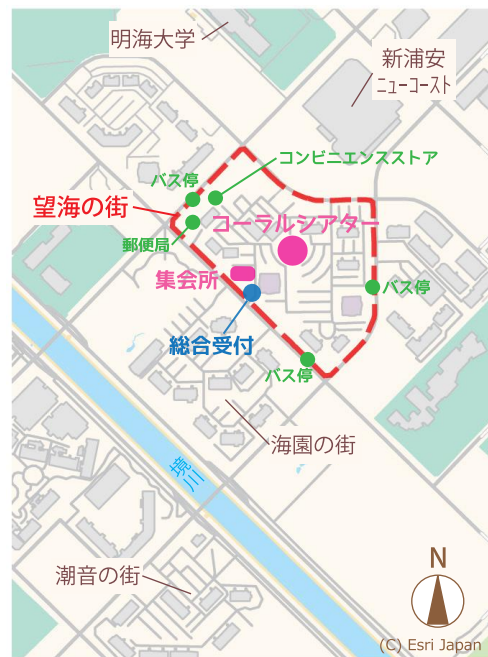 明海大学
新浦安
ニューコースト
コンビニエンスストア
バス停
望海の街
コーラルシアター
郵便局
集会所
バス停
総合受付
バス停
海園の街
境川
潮音の街
N
(C) Esri Japan